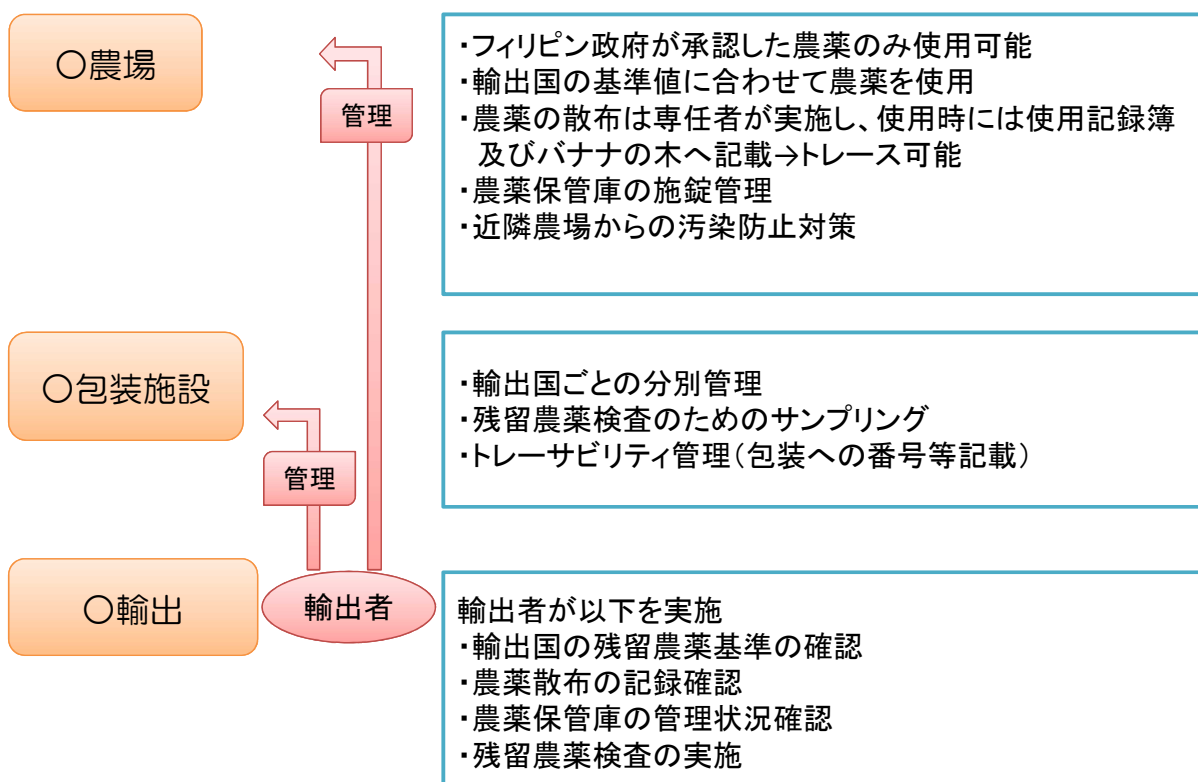 〇農場
管理
・フィリピン政府が承認した農薬のみ使用可能
・輸出国の基準値に合わせて農薬を使用
・農薬の散布は専任者が実施し、使用時には使用記録簿
及びバナナの木へ記載→トレース可能
・農薬保管庫の施錠管理
・近隣農場からの汚染防止対策
〇包装施設
管理
・輸出国ごとの分別管理
・残留農薬検査のためのサンプリング
・トレーサビリティ管理（包装への番号等記載）
〇輸出
輸出者
輸出者が以下を実施
・輸出国の残留農薬基準の確認
・農薬散布の記録確認
・農薬保管庫の管理状況確認
・残留農薬検査の実施